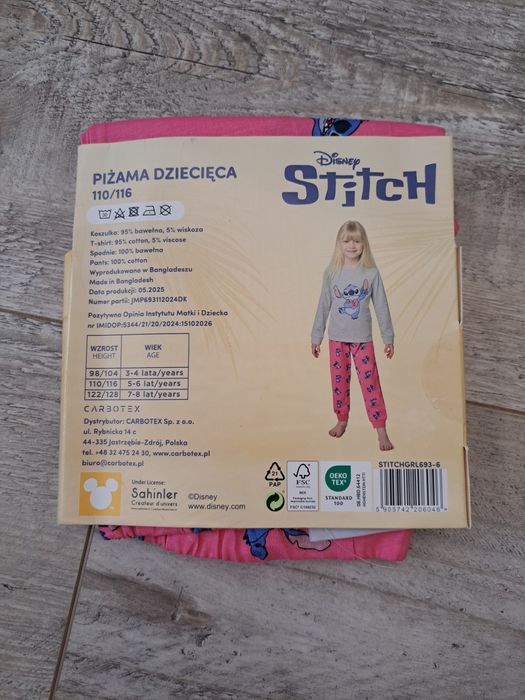 Disney
Stitch
PIŻAMA DZIECIĘCA
110/116
Koszulka: 95% bawełna, 5% wiskoza
T-shirt: 95% cotton, 5% viscose
Spodnie: 100% bawełna
Pants: 100% cotton
Wyprodukowano w Bangladeszu
Made in Bangladesh
Data produkcji: 05.2025
Numer partii: JMP693112024DK
Pozytywna Opinia Instytutu Matki i Dziecka
nr IMIDOP:5344/21/20/2024:15102026
WZROST HEIGHT WIEK AGE
98/104 3-4 lata/years
110/116 5-6 lat/years
122/128 7-8 lat/years
CARBOTEX
Dystrybutor: CARBOTEX Sp. z o.o.
ul. Rybnicka 14 c
44-335 Jastrzębie-Zdrój, Polska
tel. +48 32 475 24 30, www.carbotex.pl
biuro@carbotex.pl
Under License:
Sahinler
Créateur d'univers
©Disney
www.disney.com
21
PAP
FSC
MIX
OEKO
TEX®
STANDARD
100
STITCHGRL693-6
5 905742 206046 >